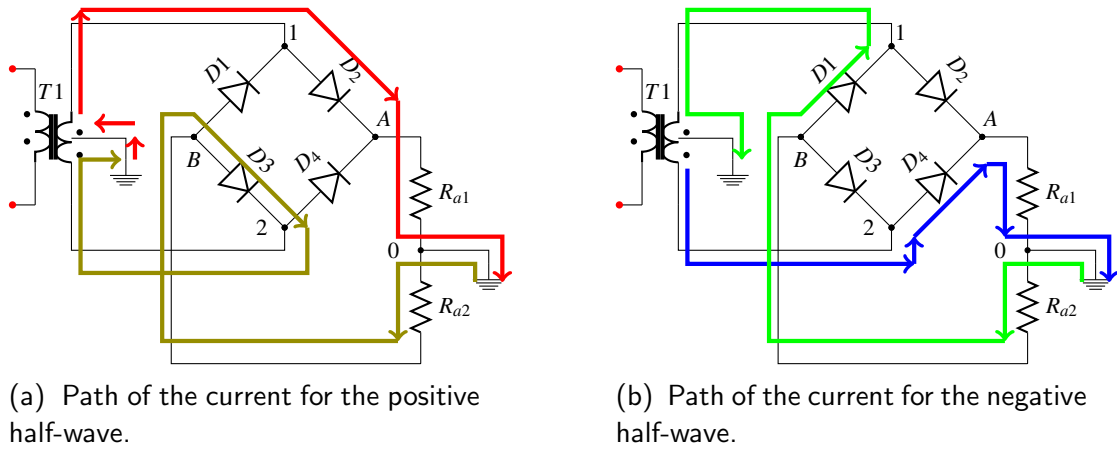 1
T1
D1
D2
A
B
D3
D4
Ra1
2
0
Ra2
(a) Path of the current for the positive
half-wave.
1
T1
D1
D2
A
B
D3
D4
Ra1
2
0
Ra2
(b) Path of the current for the negative
half-wave.